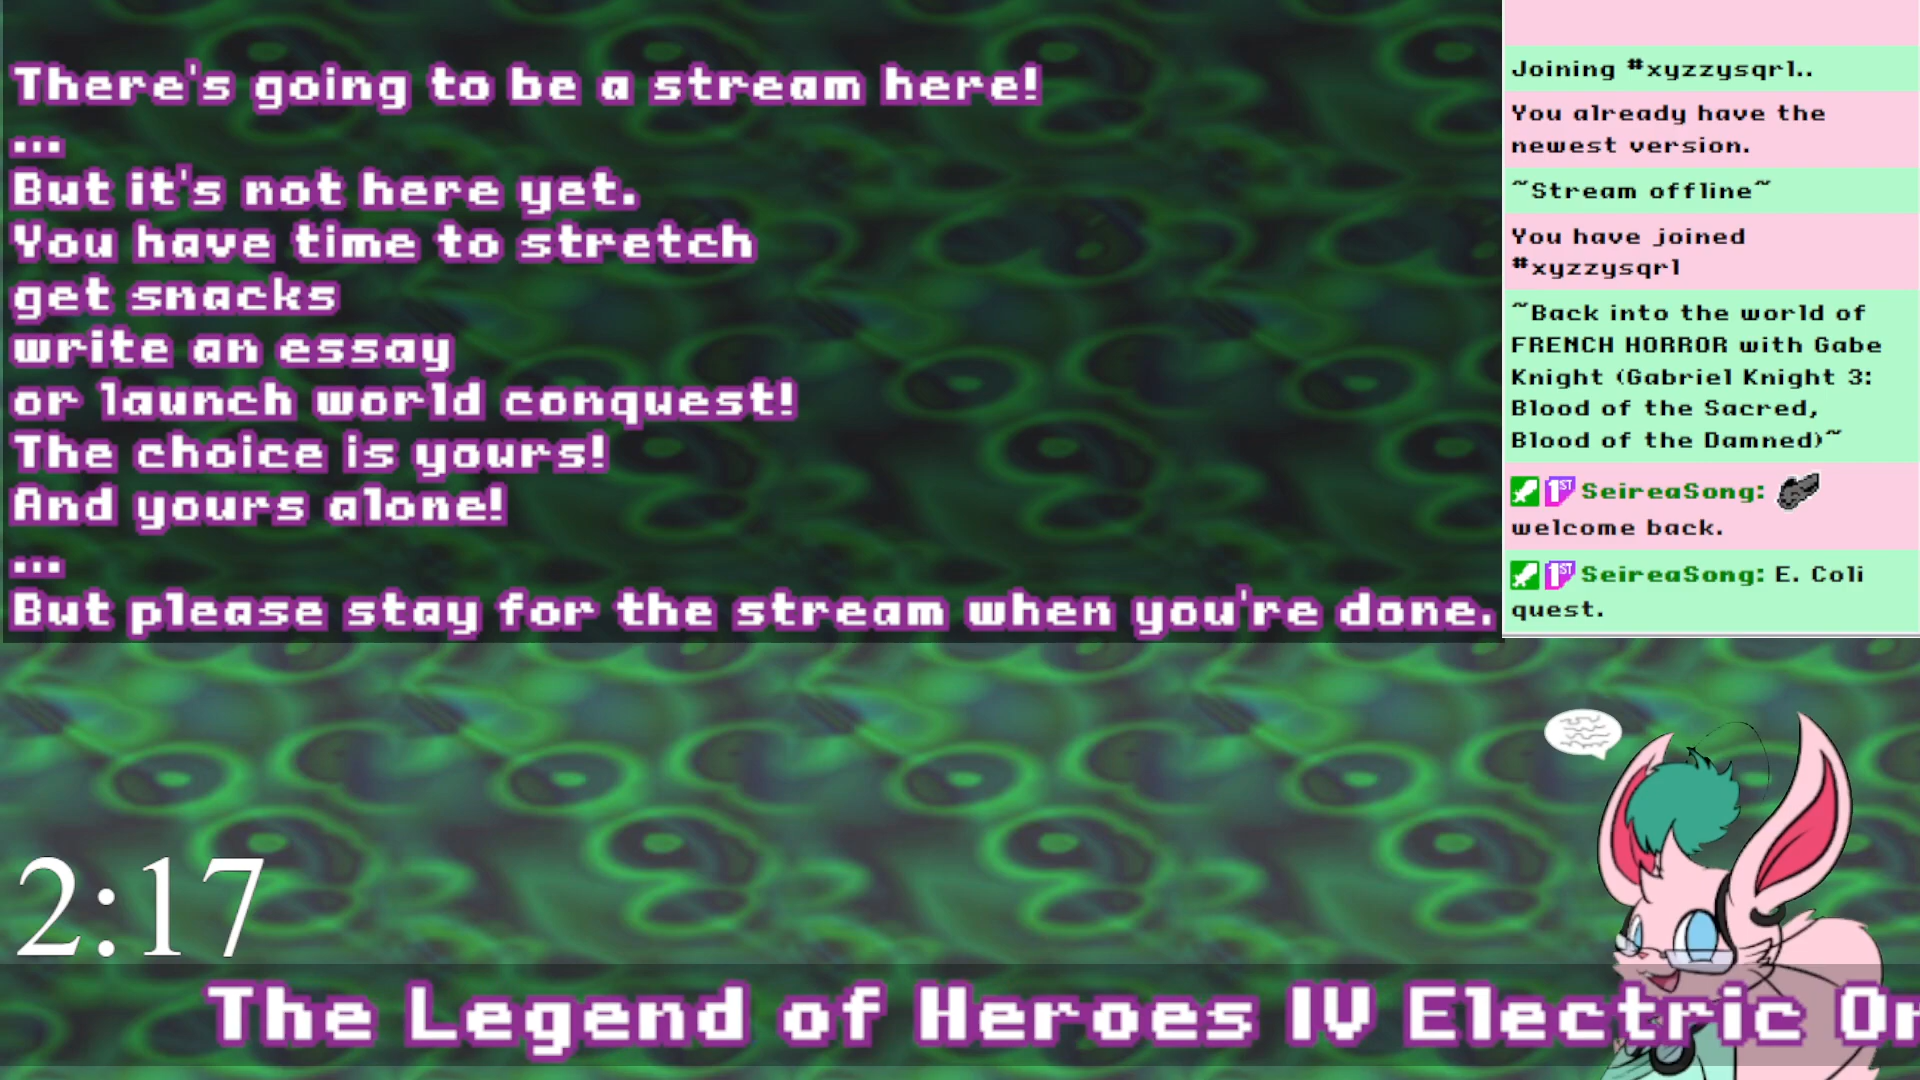 There's going to be a stream here!
...
But it's not here yet.
You have time to stretch
get snacks
write an essay
or launch world conquest!
The choice is yours!
And yours alone!
...
But please stay for the stream when you're done.
Joining #xyzzysqrl..
You already have the
newest version.
~Stream offline~
You have joined
#xyzzysqrl
~Back into the world of
FRENCH HORROR with Gabe
Knight (Gabriel Knight 3:
Blood of the Sacred,
Blood of the Damned)~
1ST SeireaSong:
welcome back.
1ST SeireaSong: E. Coli
quest.
2:17
The Legend of Heroes IV Electric Or